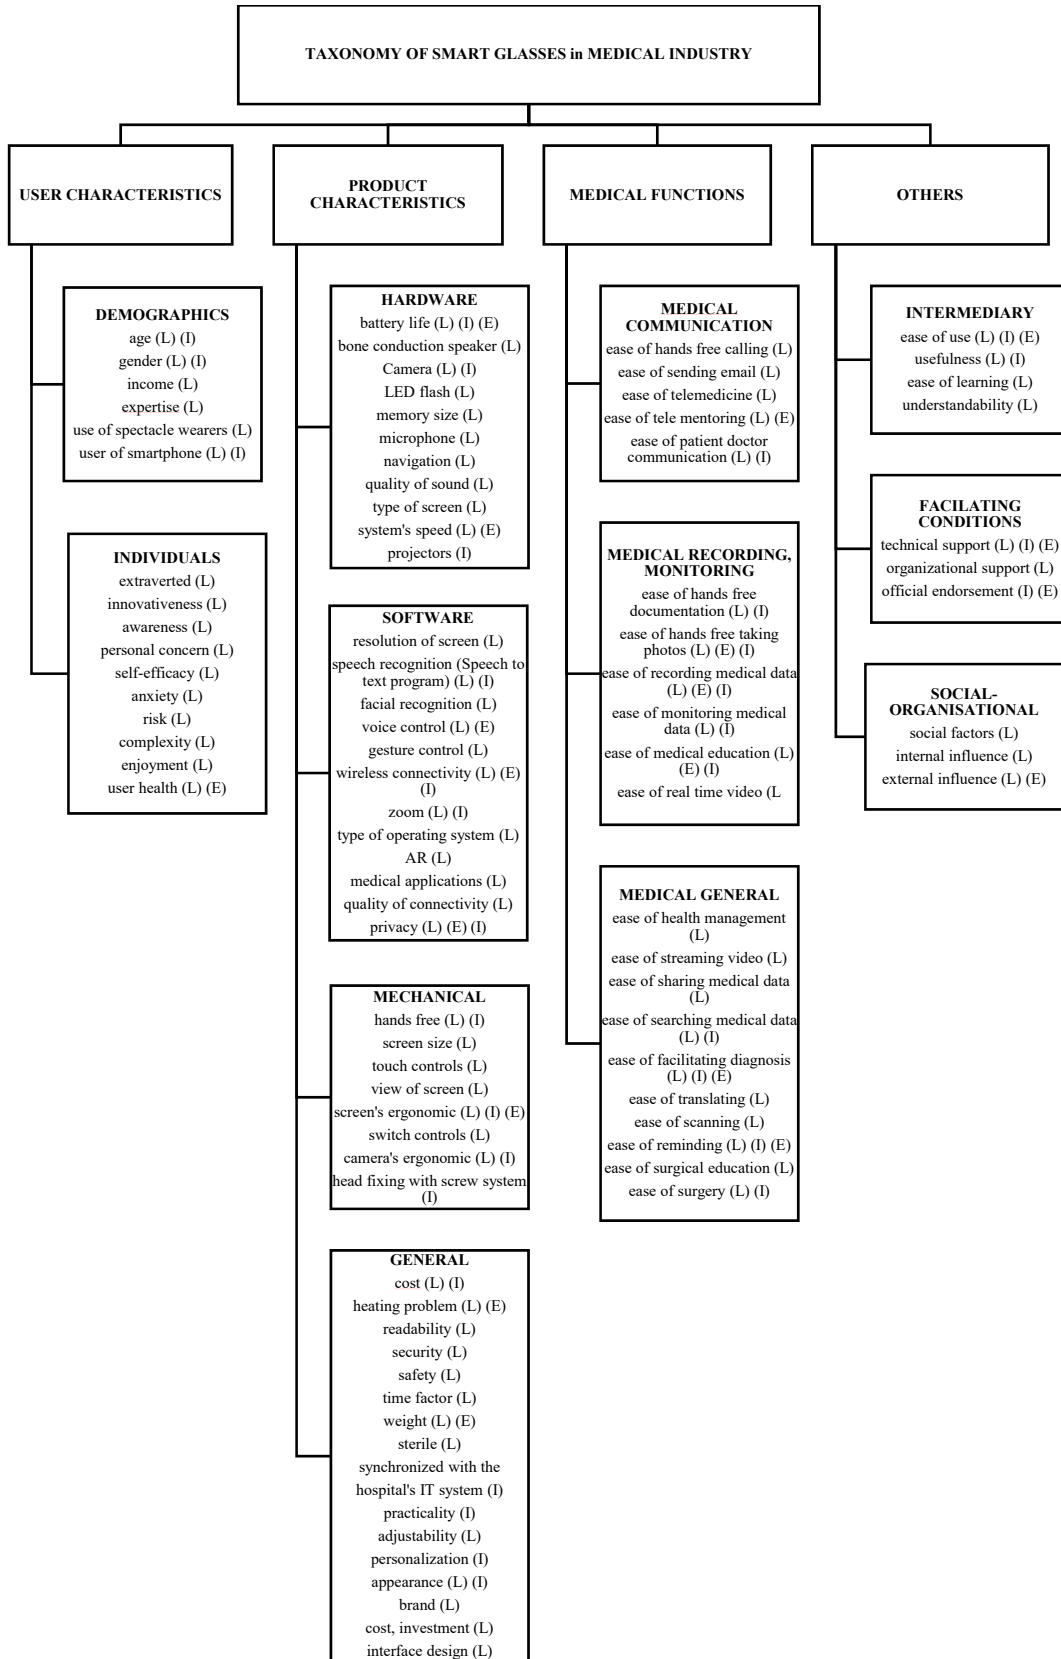 TAXONOMY OF SMART GLASSES in MEDICAL INDUSTRY
USER CHARACTERISTICS
DEMOGRAPHICS
age (L) (I)
gender (L) (I)
income (L)
expertise (L)
use of spectacle wearers (L)
user of smartphone (L) (I)
INDIVIDUALS
extraverted (L)
innovativeness (L)
awareness (L)
personal concern (L)
self-efficacy (L)
anxiety (L)
risk (L)
complexity (L)
enjoyment (L)
user health (L) (E)
PRODUCT
CHARACTERISTICS
HARDWARE
battery life (L) (I) (E)
bone conduction speaker (L)
Camera (L) (I)
LED flash (L)
memory size (L)
microphone (L)
navigation (L)
quality of sound (L)
type of screen (L)
system's speed (L) (E)
projectors (I)
SOFTWARE
resolution of screen (L)
speech recognition (Speech to
text program) (L) (I)
facial recognition (L)
voice control (L) (E)
gesture control (L)
wireless connectivity (L) (E)
(I)
zoom (L) (I)
type of operating system (L)
AR (L)
medical applications (L)
quality of connectivity (L)
privacy (L) (E) (I)
MECHANICAL
hands free (L) (I)
screen size (L)
touch controls (L)
view of screen (L)
screen's ergonomic (L) (I) (E)
switch controls (L)
camera's ergonomic (L) (I)
head fixing with screw system
(I)
GENERAL
cost (L) (I)
heating problem (L) (E)
readability (L)
security (L)
safety (L)
time factor (L)
weight (L) (E)
sterile (L)
synchronized with the
hospital's IT system (I)
practicality (I)
adjustability (L)
personalization (I)
appearance (L) (I)
brand (L)
cost, investment (L)
interface design (L)
MEDICAL FUNCTIONS
MEDICAL
COMMUNICATION
ease of hands free calling (L)
ease of sending email (L)
ease of telemedicine (L)
ease of tele mentoring (L) (E)
ease of patient doctor
communication (L) (I)
MEDICAL RECORDING,
MONITORING
ease of hands free
documentation (L) (I)
ease of hands free taking
photos (L) (E) (I)
ease of recording medical data
(L) (E) (I)
ease of monitoring medical
data (L) (I)
ease of medical education (L)
(E) (I)
ease of real time video (L
MEDICAL GENERAL
ease of health management
(L)
ease of streaming video (L)
ease of sharing medical data
(L)
ease of searching medical data
(L) (I)
ease of facilitating diagnosis
(L) (I) (E)
ease of translating (L)
ease of scanning (L)
ease of reminding (L) (I) (E)
ease of surgical education (L)
ease of surgery (L) (I)
OTHERS
INTERMEDIARY
ease of use (L) (I) (E)
usefulness (L) (I)
ease of learning (L)
understandability (L)
FACILATING
CONDITIONS
technical support (L) (I) (E)
organizational support (L)
official endorsement (I) (E)
SOCIAL-
ORGANISATIONAL
social factors (L)
internal influence (L)
external influence (L) (E)